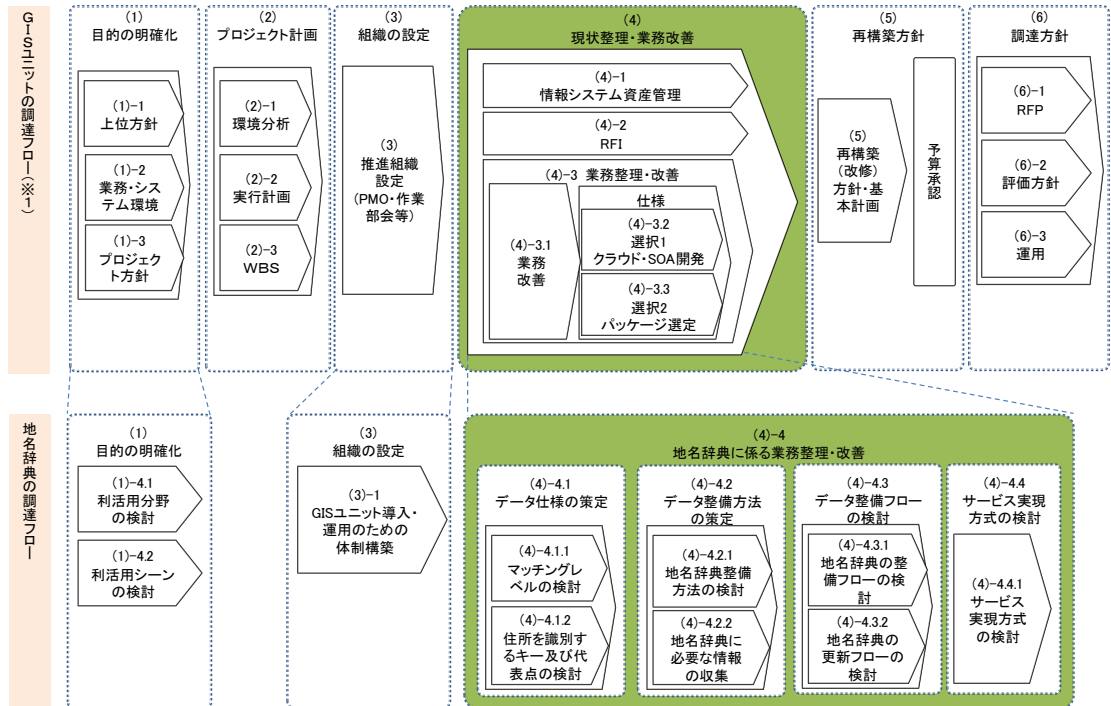 GISユニットの調達フロー(※1)
(1)
目的の明確化
(1)-1
上位方針
(1)-2
業務・シス
テム環境
(1)-3
プロジェク
ト方針
(2)
プロジェクト計画
(2)-1
環境分析
(2)-2
実行計画
(2)-3
WBS
(3)
組織の設定
(3)
推進組織
設定
(PMO・作業
部会等)
(4)
現状整理・業務改善
(4)-1
情報システム資産管理
(4)-2
RFI
(4)-3 業務整理・改善
(4)-3.1
業務
改善
仕様
(4)-3.2
選択1
クラウド・SOA開発
(4)-3.3
選択2
パッケージ選定
(5)
再構築方針
(5)
再構築
(改修)
方針・基
本計画
予算承認
(6)
調達方針
(6)-1
RFP
(6)-2
評価方針
(6)-3
運用
地名辞典の調達フロー
(1)
目的の明確化
(1)-4.1
利活用分野
の検討
(1)-4.2
利活用シーン
の検討
(3)
組織の設定
(3)-1
GISユニット導入・
運用のための
体制構築
(4)-4
地名辞典に係る業務整理・改善
(4)-4.1
データ仕様の策定
(4)-4.1.1
マッチングレ
ベルの検討
(4)-4.1.2
住所を識別す
るキー及び代
表点の検討
(4)-4.2
データ整備方法
の策定
(4)-4.2.1
地名辞典整備
方法の検討
(4)-4.2.2
地名辞典に
必要な情報
の収集
(4)-4.3
データ整備フロー
の検討
(4)-4.3.1
地名辞典の整
備フローの検
討
(4)-4.3.2
地名辞典の
更新フローの
検討
(4)-4.4
サービス実現
方式の検討
(4)-4.4.1
サービス
実現方式
の検討